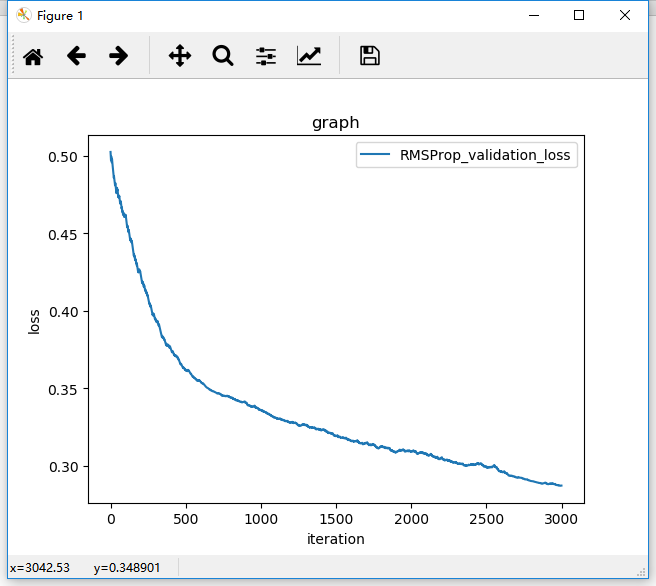 Figure 1
graph
RMSProp_validation_loss
0.50
0.45
0.40
0.35
0.30
loss
0 500 1000 1500 2000 2500 3000
iteration
x=3042.53 y=0.348901